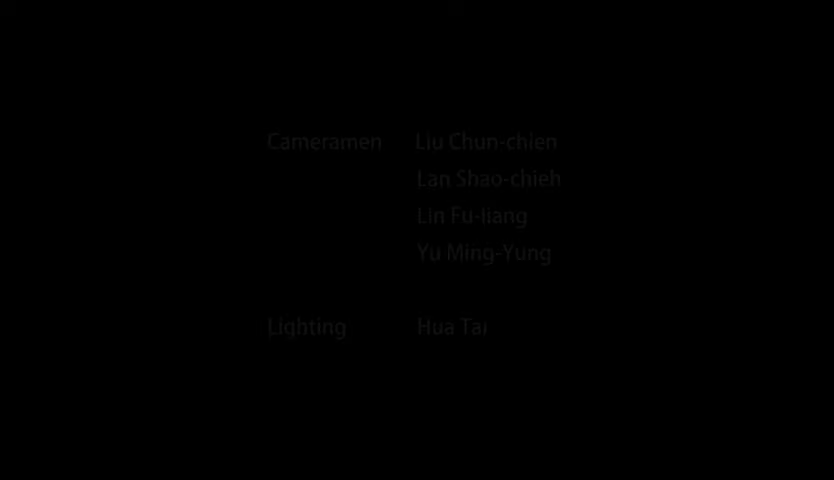 Cameramen Liu Chun-chien
Lan Shao-chieh
Lin Fu-liang
Yu Ming-Yung
Lighting Hua Tai